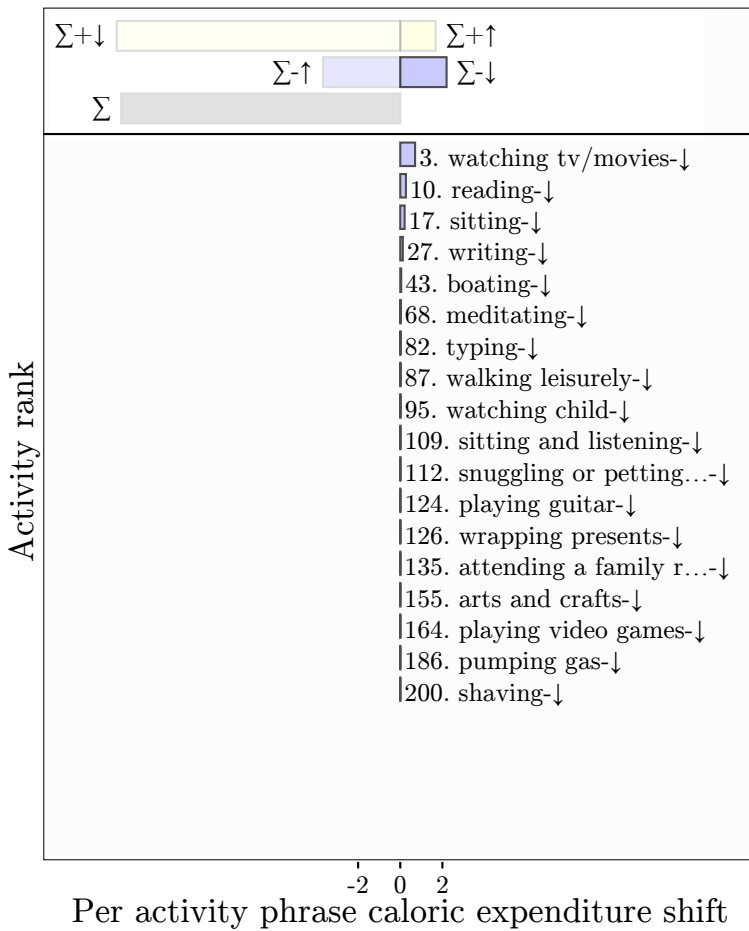 Σ+↓ Σ+↑
Σ-↑ Σ-↓
Σ
3. watching tv/movies-↓
10. reading-↓
17. sitting-↓
27. writing-↓
43. boating-↓
68. meditating-↓
82. typing-↓
87. walking leisurely-↓
95. watching child-↓
109. sitting and listening-↓
112. snuggling or petting...-↓
124. playing guitar-↓
126. wrapping presents-↓
135. attending a family r...-↓
155. arts and crafts-↓
164. playing video games-↓
186. pumping gas-↓
200. shaving-↓
Activity rank
-2 0 2
Per activity phrase caloric expenditure shift